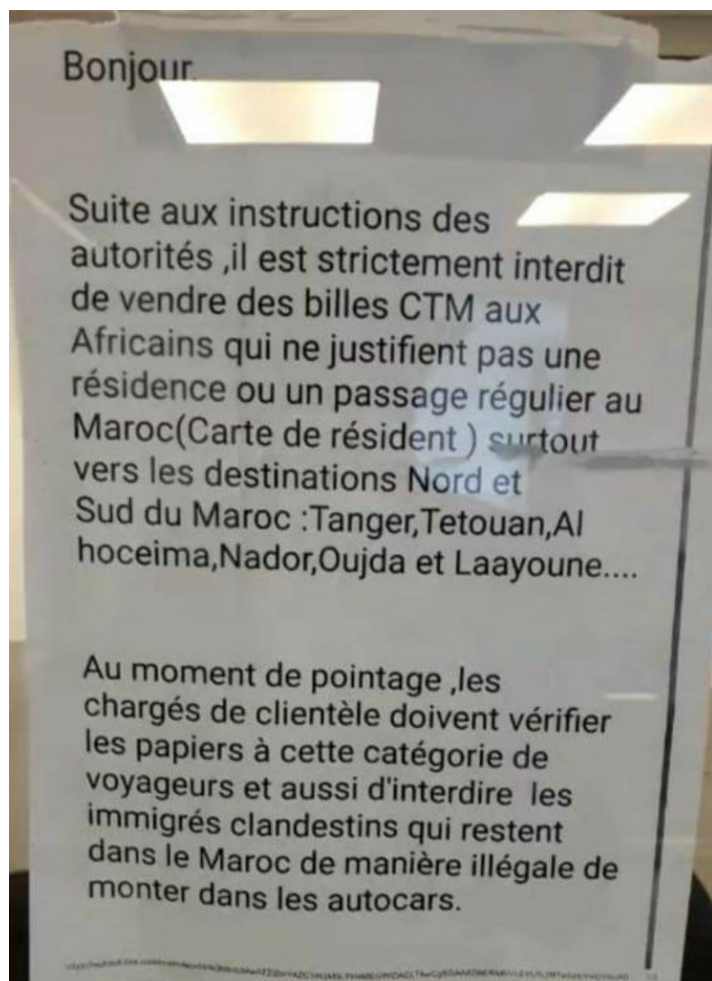 Bonjour.
Suite aux instructions des
autorités ,il est strictement interdit
de vendre des billes CTM aux
Africains qui ne justifient pas une
résidence ou un passage régulier au
Maroc(Carte de résident ) surtout
vers les destinations Nord et
Sud du Maroc :Tanger,Tetouan,Al
hoceima,Nador,Oujda et Laayoune....
Au moment de pointage ,les
chargés de clientèle doivent vérifier
les papiers à cette catégorie de
voyageurs et aussi d'interdire les
immigrés clandestins qui restent
dans le Maroc de manière illégale de
monter dans les autocars.